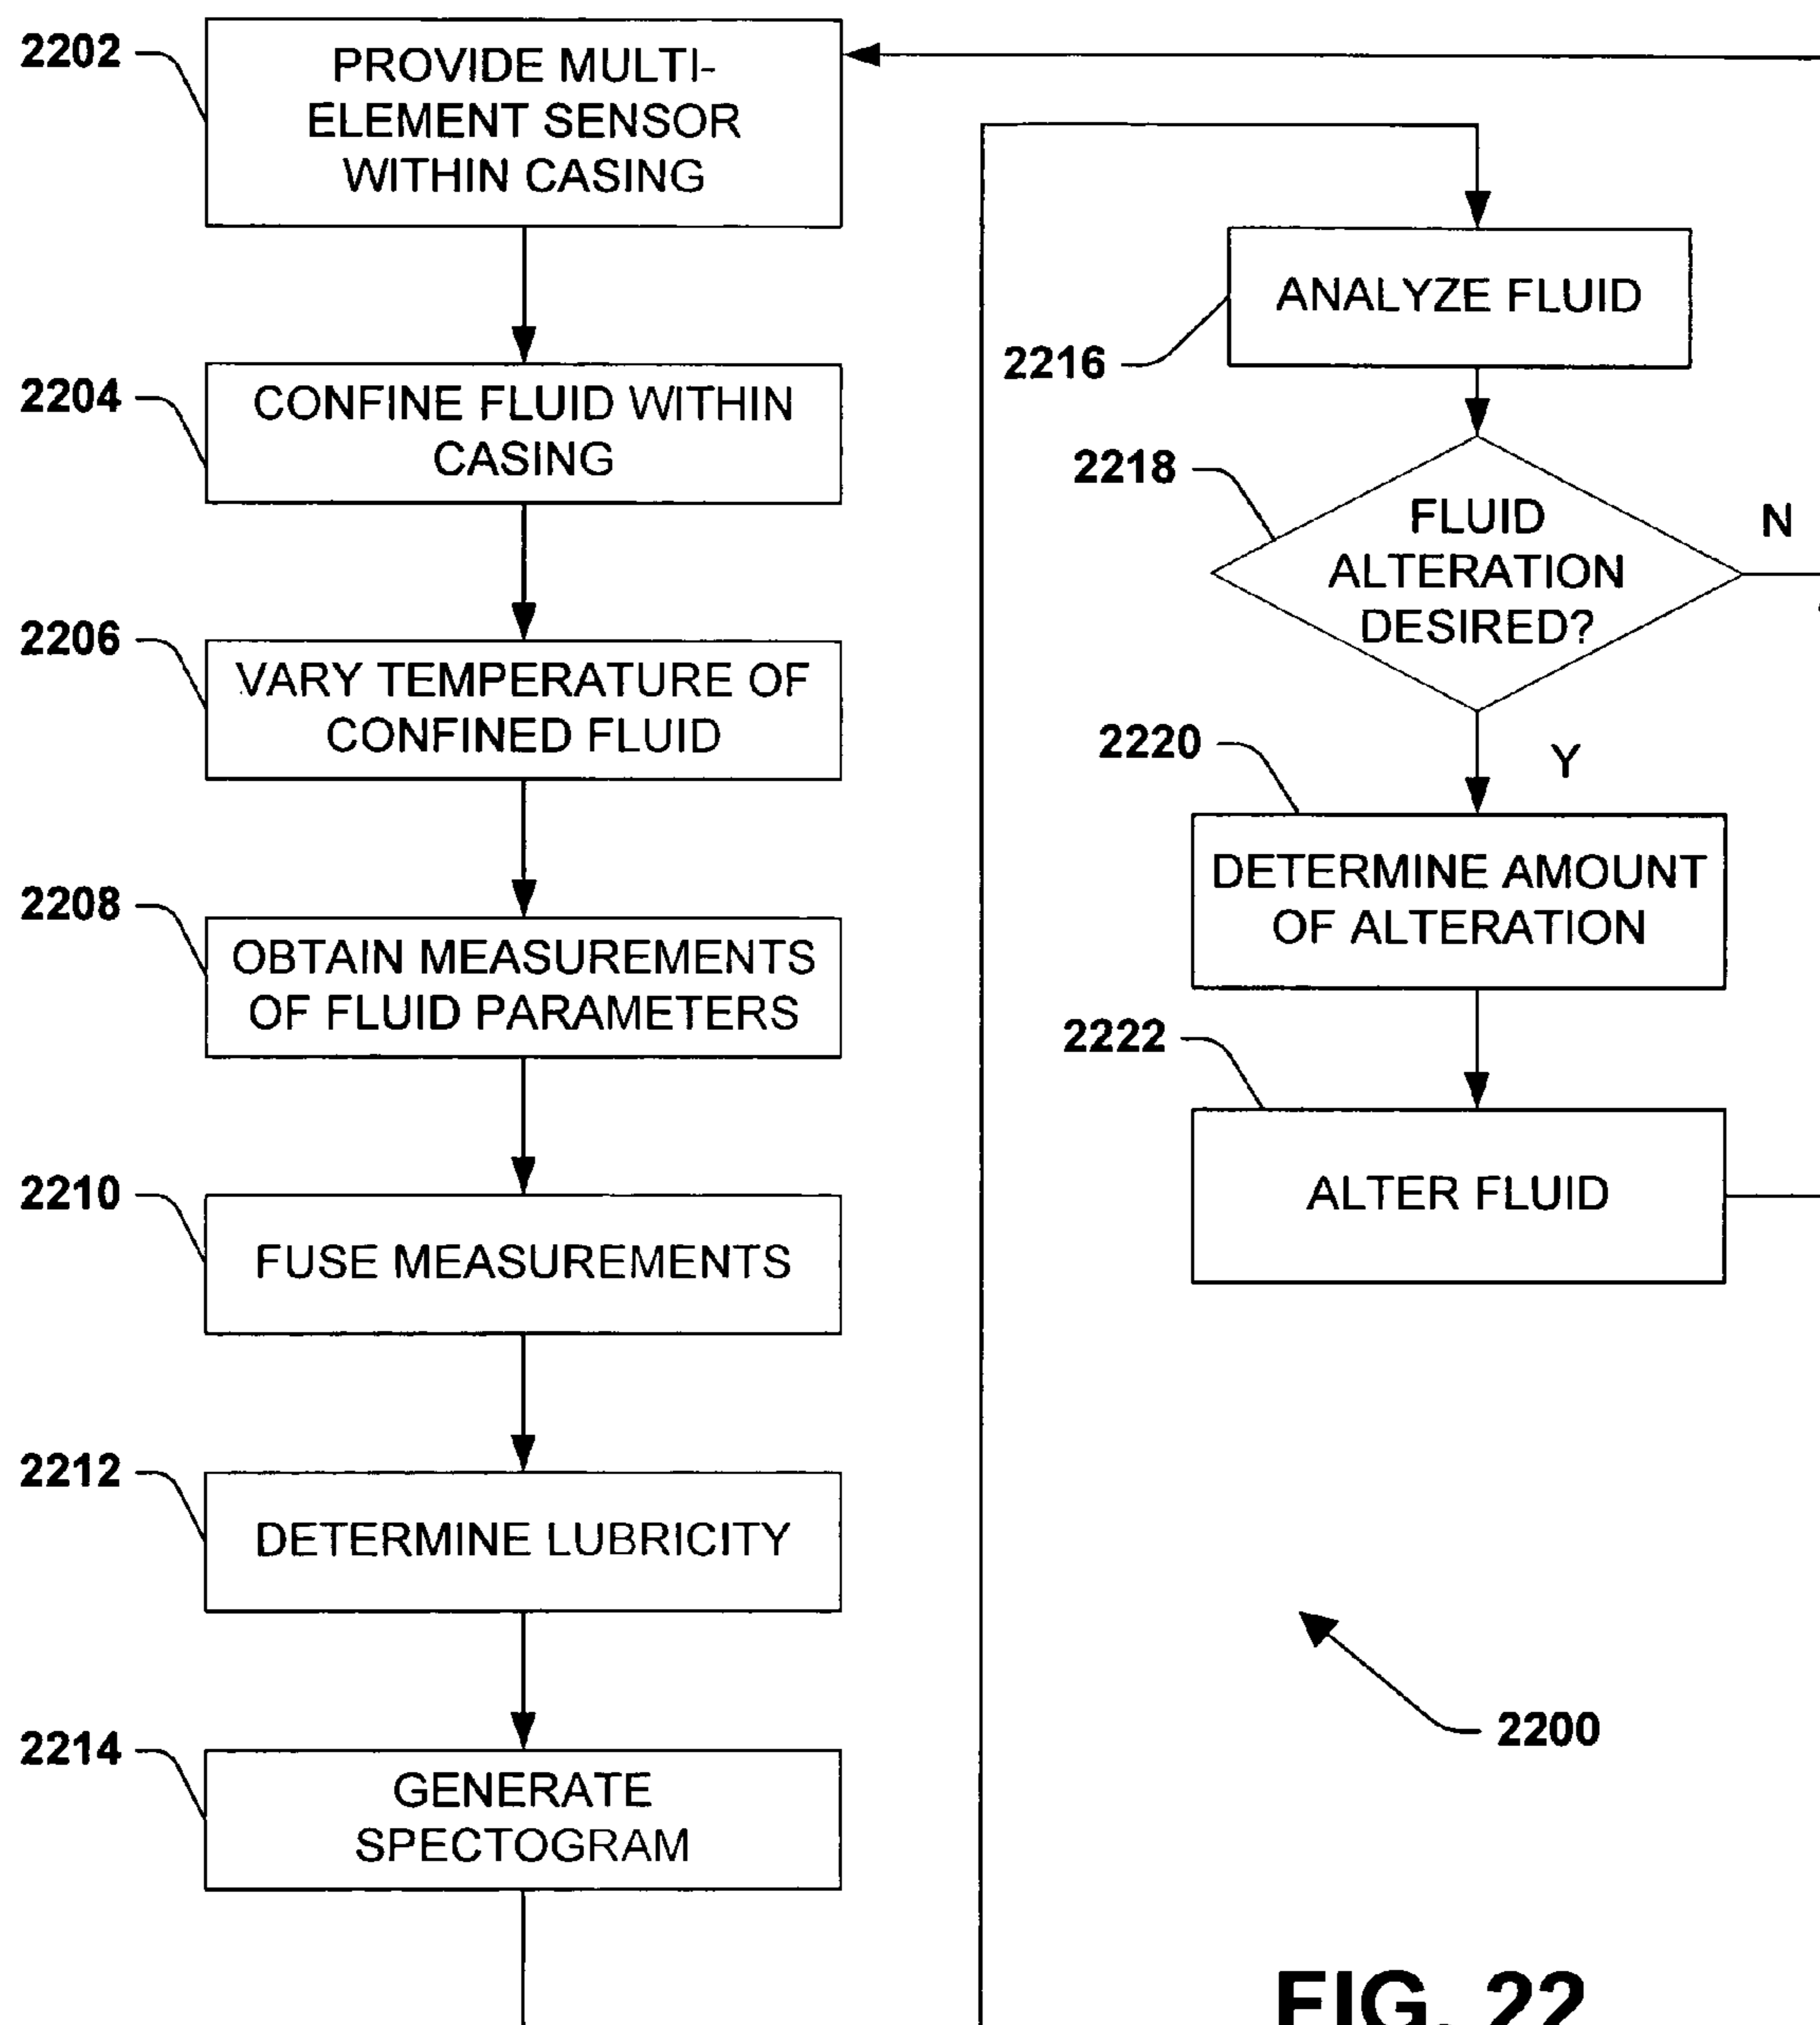 2202
PROVIDE MULTI-
ELEMENT SENSOR
WITHIN CASING
2204
CONFINE FLUID WITHIN
CASING
2206
VARY TEMPERATURE OF
CONFINED FLUID
2208
OBTAIN MEASUREMENTS
OF FLUID PARAMETERS
2210
FUSE MEASUREMENTS
2212
DETERMINE LUBRICITY
2214
GENERATE
SPECTOGRAM
ANALYZE FLUID
2216
2218
FLUID
ALTERATION
DESIRED?
N
Y
2220
DETERMINE AMOUNT
OF ALTERATION
2222
ALTER FLUID
2200
FIG. 22